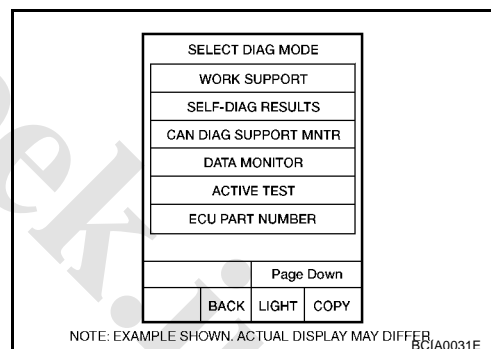 SELECT DIAG MODE
WORK SUPPORT
SELF-DIAG RESULTS
CAN DIAG SUPPORT MNTR
DATA MONITOR
ACTIVE TEST
ECU PART NUMBER
Page Down
BACK LIGHT COPY
NOTE: EXAMPLE SHOWN. ACTUAL DISPLAY MAY DIFFER
BCIA0031E